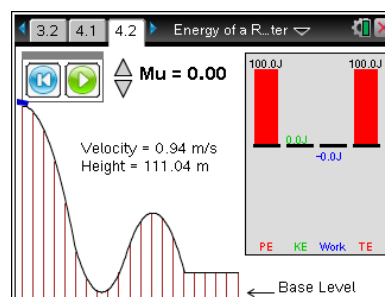 3.2 4.1 4.2 Energy of a R...ter
Mu = 0.00
Velocity = 0.94 m/s
Height = 111.04 m
100.0J 100.0J
0.0J
-0.0J
PE KE Work TE
Base Level